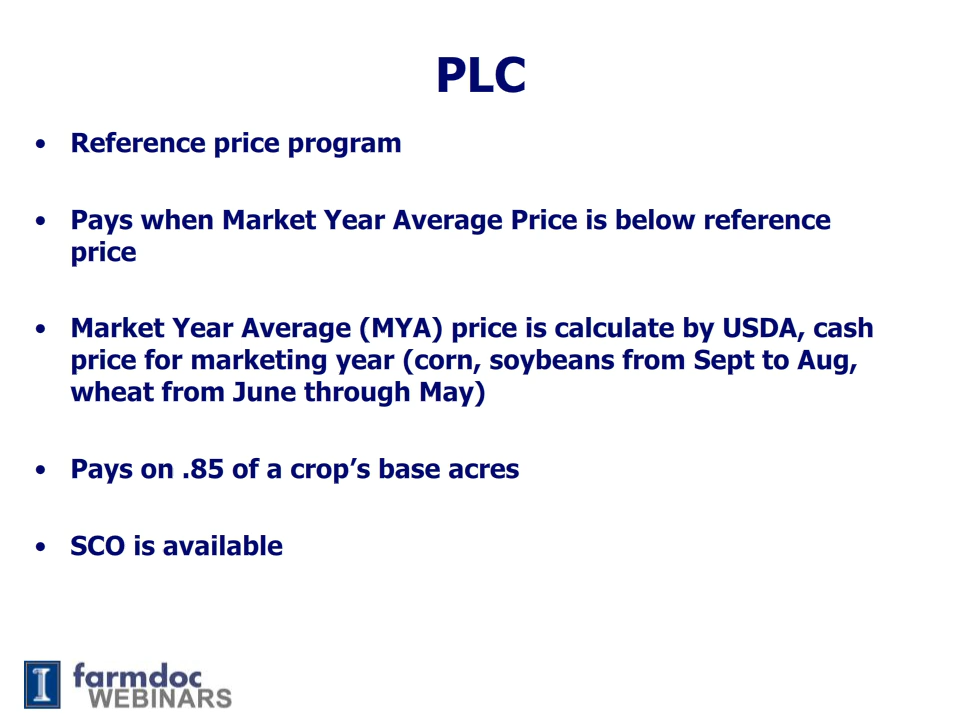 PLC
• Reference price program
• Pays when Market Year Average Price is below reference
price
• Market Year Average (MYA) price is calculate by USDA, cash
price for marketing year (corn, soybeans from Sept to Aug,
wheat from June through May)
• Pays on .85 of a crop’s base acres
• SCO is available
I farmdoc
WEBINARS